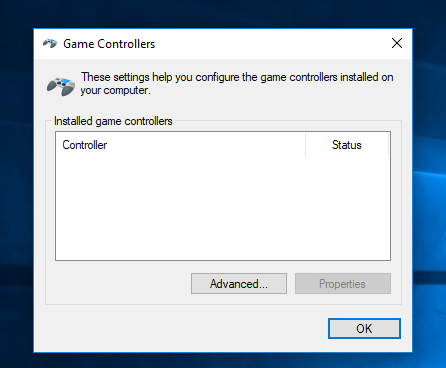 Game Controllers
These settings help you configure the game controllers installed on
your computer.
Installed game controllers
Controller Status
Advanced... Properties
OK